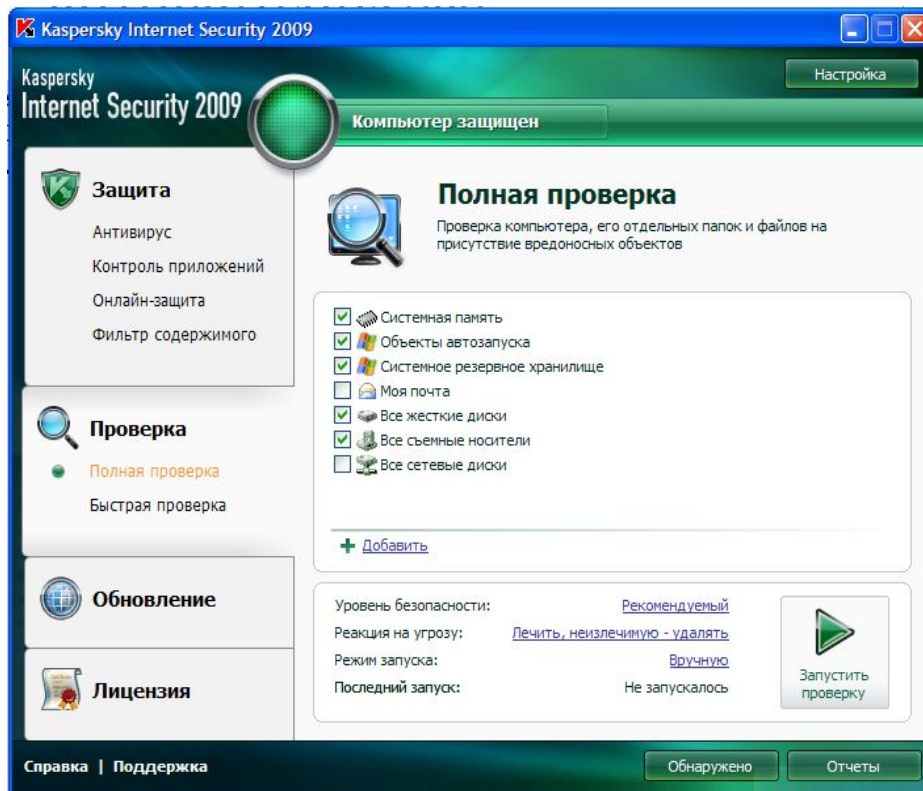 Kaspersky Internet Security 2009
Kaspersky
Internet Security 2009
Настройка
Компьютер защищен
Защита
Антивирус
Контроль приложений
Онлайн-защита
Фильтр содержимого
Проверка
Полная проверка
Быстрая проверка
Обновление
Лицензия
Полная проверка
Проверка компьютера, его отдельных папок и файлов на
присутствие вредоносных объектов
Системная память
Объекты автозапуска
Системное резервное хранилище
Моя почта
Все жесткие диски
Все съемные носители
Все сетевые диски
Добавить
Уровень безопасности: Рекомендуемый
Реакция на угрозу: Лечить, неизлечимую - удалять
Режим запуска: Вручную
Последний запуск: Не запускалось
Запустить
проверку
Справка | Поддержка
Обнаружено
Отчеты